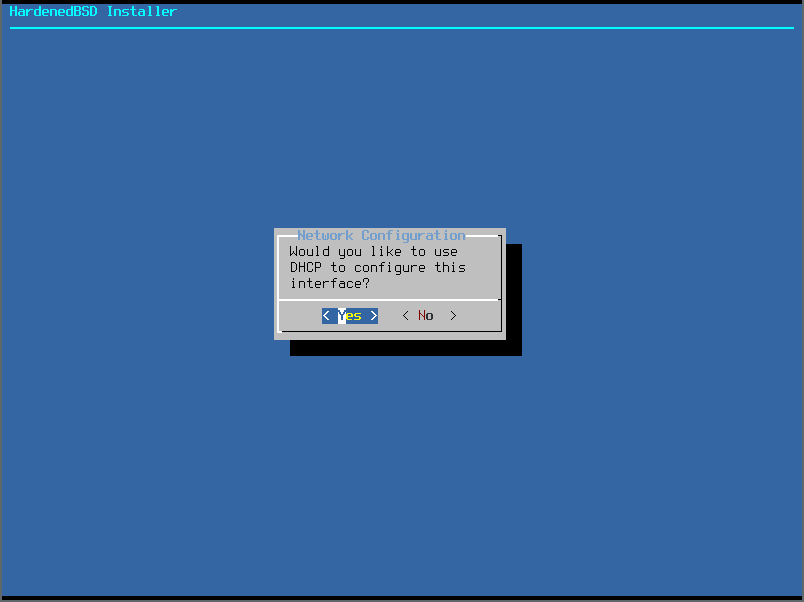 HardenedBSD Installer
Network Configuration
Would you like to use
DHCP to configure this
interface?
< Yes > < No >